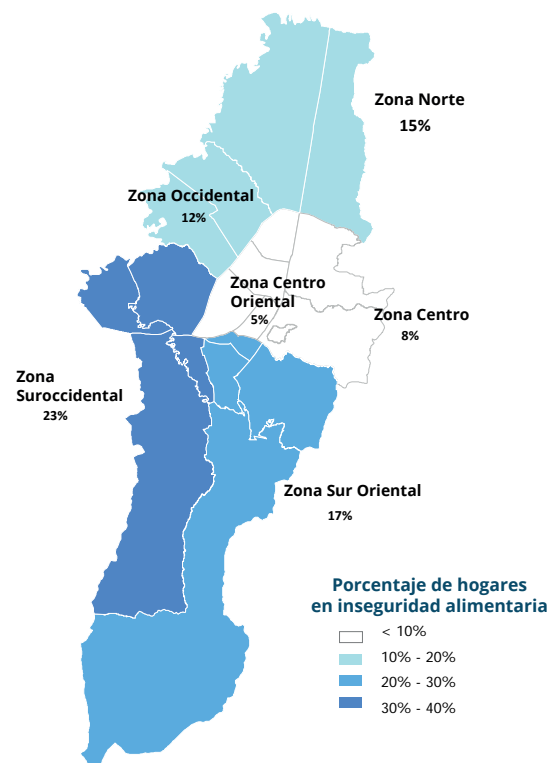 Zona Norte
15%
Zona Occidental
12%
Zona Centro
Oriental
5%
Zona Centro
8%
Zona
Suroccidental
23%
Zona Sur Oriental
17%
Porcentaje de hogares
en inseguridad alimentaria
< 10%
10% - 20%
20% - 30%
30% - 40%